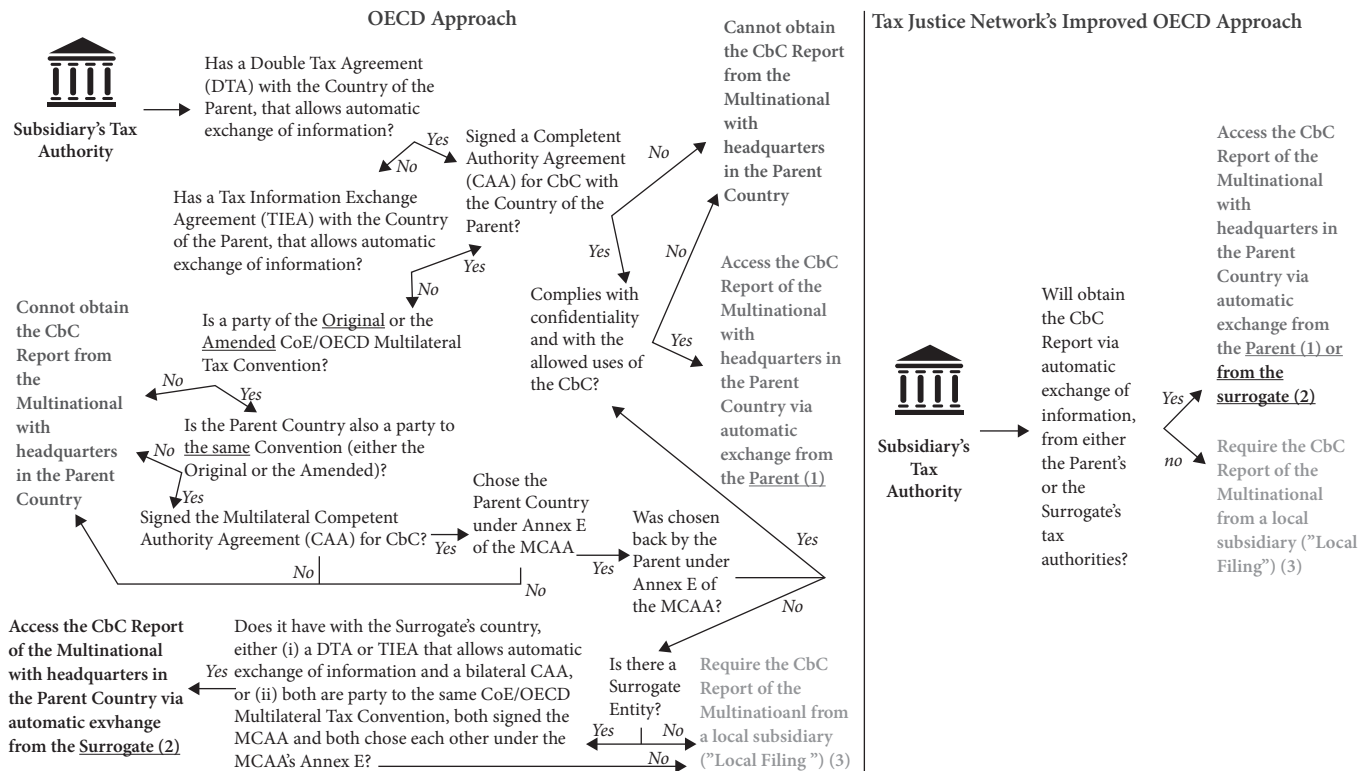 OECD Approach
Subsidiary's Tax
Authority
Has a Double Tax Agreement
(DTA) with the Country of the
Parent, that allows automatic
exchange of information?
Yes
No
Signed a Completent
Authority Agreement
(CAA) for CbC with
the Country of the
Parent?
No
Yes
Cannot obtain
the CbC Report
from the
Multinational
with
headquarters
in the Parent
Country
Has a Tax Information Exchange
Agreement (TIEA) with the Country
of the Parent, that allows automatic
exchange of information?
Yes
No
Complies with
confidentiality
and with the
allowed uses of
the CbC?
No
Yes
Access the CbC
Report of the
Multinational
with
headquarters in
the Parent
Country via
automatic
exchange from
the Parent (1)
Is a party of the Original or the
Amended CoE/OECD Multilateral
Tax Convention?
No
Yes
Cannot obtain
the CbC
Report from
the
Multinational
with
headquarters
in the Parent
Country
Is the Parent Country also a party to
the same Convention (either the
Original or the Amended)?
No
Yes
Signed the Multilateral Competent
Authority Agreement (CAA) for CbC?
Yes
No
Chose the
Parent Country
under Annex E
of the MCAA
Yes
No
Was chosen
back by the
Parent under
Annex E of
the MCAA?
Yes
No
Is there a
Surrogate
Entity?
Yes
No
Require the CbC
Report of the
Multinatioanl from
a local subsidiary
("Local Filing ") (3)
Does it have with the Surrogate's country,
either (i) a DTA or TIEA that allows automatic
exchange of information and a bilateral CAA,
or (ii) both are party to the same CoE/OECD
Multilateral Tax Convention, both signed the
MCAA and both chose each other under the
MCAA's Annex E?
Yes
No
Access the CbC Report
of the Multinational
with headquarters in
the Parent Country via
automatic exvhange
from the Surrogate (2)
Tax Justice Network's Improved OECD Approach
Subsidiary's
Tax
Authority
Will obtain
the CbC
Report via
automatic
exchange of
information,
from either
the Parent's
or the
Surrogate's
tax
authorities?
Yes
no
Access the CbC
Report of the
Multinational
with
headquarters in
the Parent
Country via
automatic
exchange from
the Parent (1) or
from the
surrogate (2)
Require the CbC
Report of the
Multinational
from a local
subsidiary ("Local
Filing") (3)